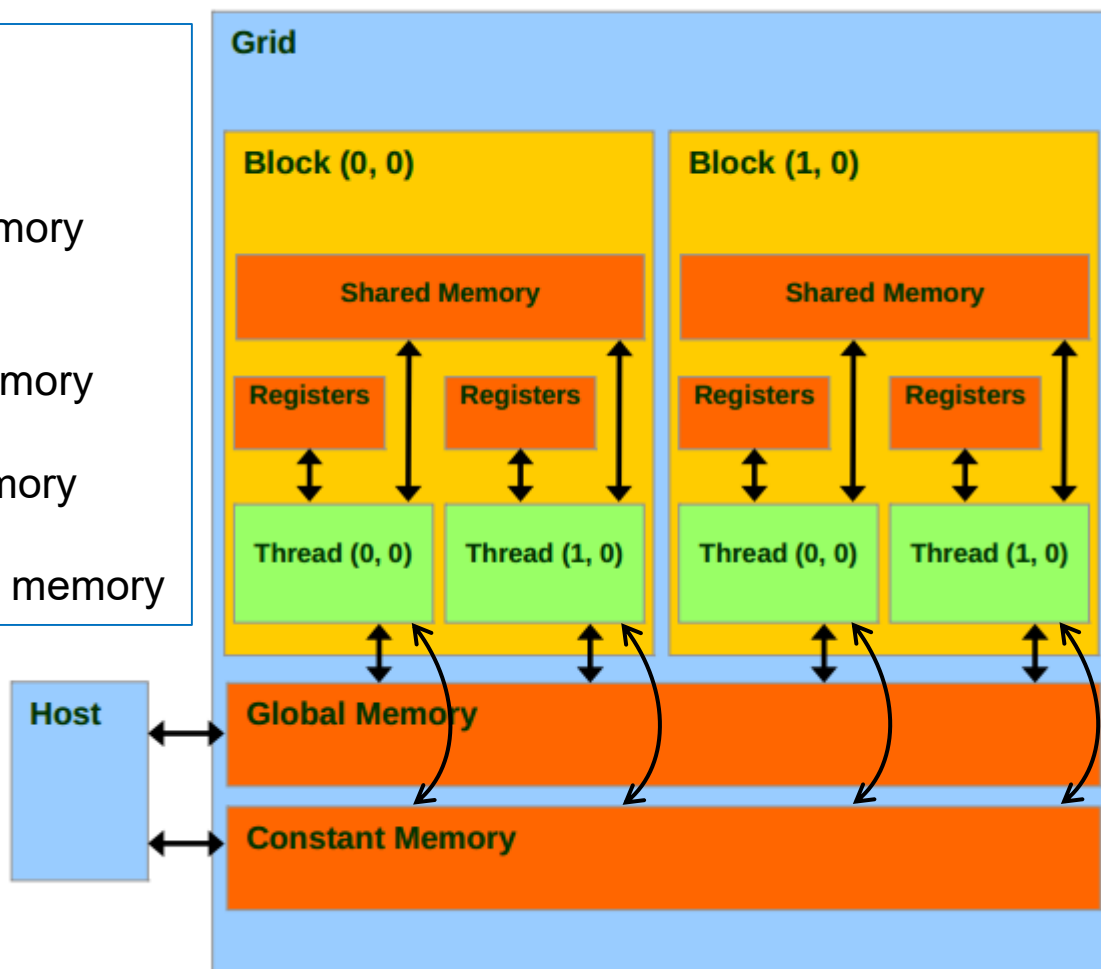 mory
mory
mory
memory
Grid
Block (0, 0)
Block (1, 0)
Shared Memory
Shared Memory
Registers
Registers
Registers
Registers
Thread (0, 0)
Thread (1, 0)
Thread (0, 0)
Thread (1, 0)
Host
Global Memory
Constant Memory